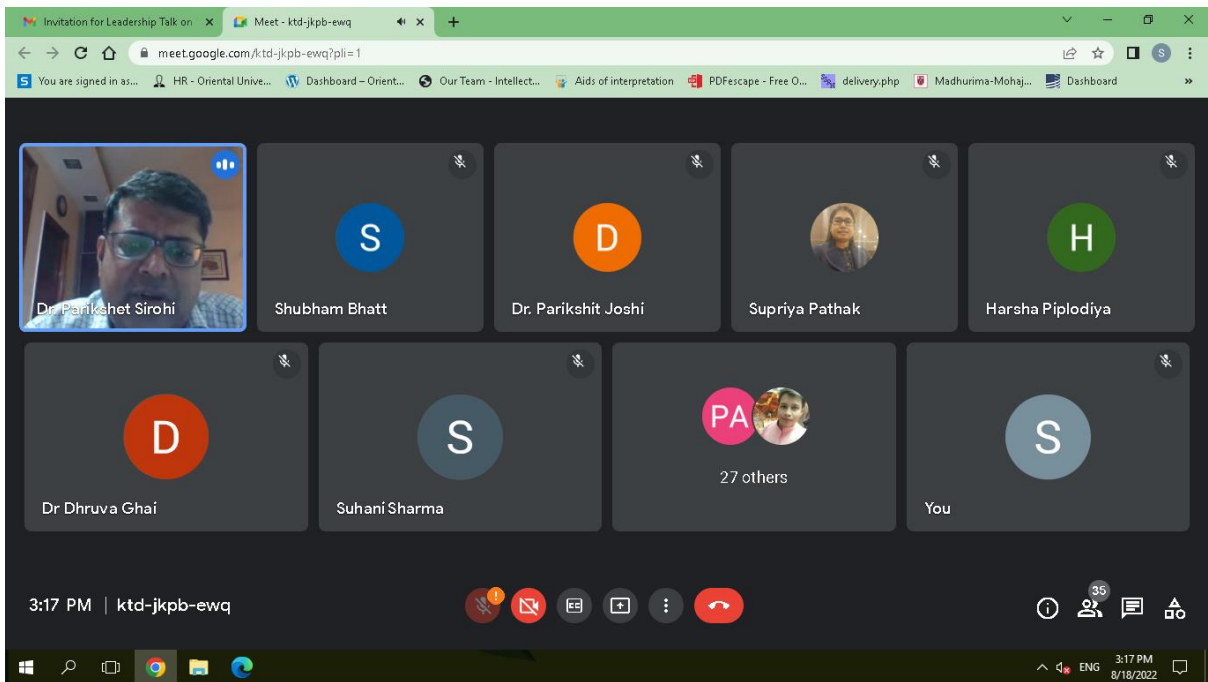 Invitation for Leadership Talk on
Meet - ktd-jkpb-ewq
meet.google.com/ktd-jkpb-ewq?pli=1
S
S You are signed in as...
HR - Oriental Unive...
Dashboard – Orient...
Our Team - Intellect...
Aids of interpretation
PDFescape - Free O...
delivery.php
Madhurima-Mohaj...
Dashboard
»
Dr. Parikshet Sirohi
S
Shubham Bhatt
D
Dr. Parikshit Joshi
Supriya Pathak
H
Harsha Piplodiya
D
Dr Dhruva Ghai
S
Suhani Sharma
PA
27 others
S
You
3:17 PM | ktd-jkpb-ewq
!
CC
35
ENG
3:17 PM
8/18/2022